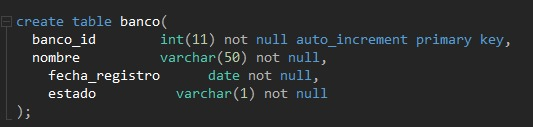 create table banco(
banco_id int(11) not null auto_increment primary key,
nombre varchar(50) not null,
fecha_registro date not null,
estado varchar(1) not null
);